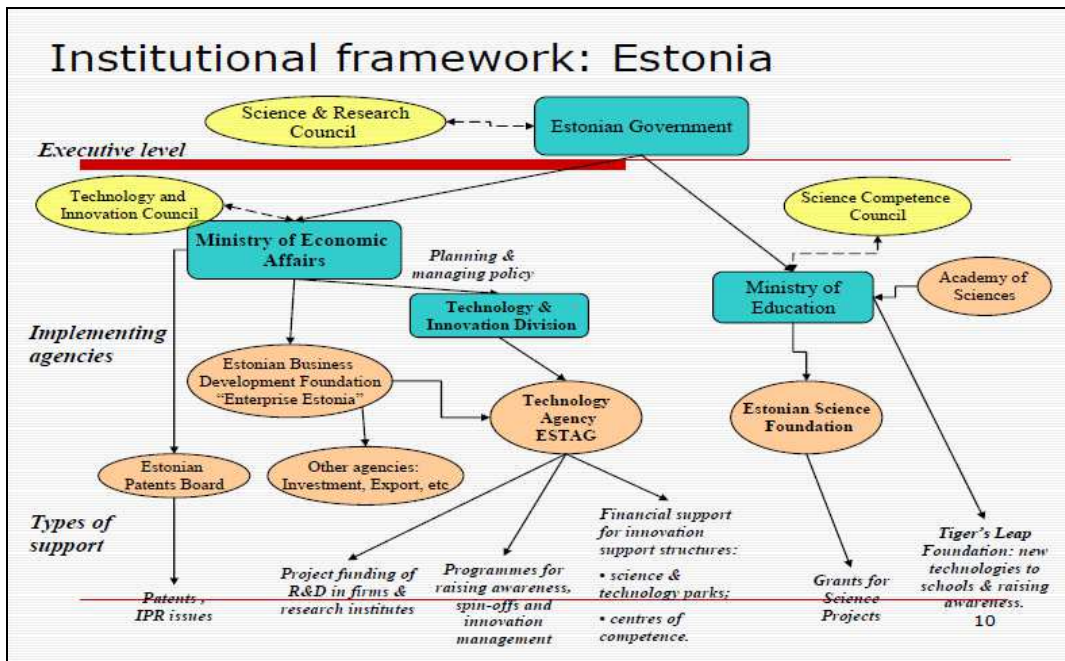 Institutional framework: Estonia
Science & Research
Council
Estonian Government
Executive level
Technology and
Innovation Council
Science Competence
Council
Ministry of Economic
Affairs
Planning &
managing policy
Academy of
Sciences
Ministry of
Education
Technology &
Innovation Division
Implementing
agencies
Estonian Business
Development Foundation
“Enterprise Estonia”
Technology
Agency
ESTAG
Estonian Science
Foundation
Estonian
Patents Board
Other agencies:
Investment, Export, etc
Types of
support
Patents ,
IPR issues
Project funding of
R&D in firms &
research institutes
Programmes for
raising awareness,
spin-offs and
innovation
management
Financial support
for innovation
support structures:
• science &
technology parks;
• centres of
competence.
Grants for
Science
Projects
Tiger’s Leap
Foundation: new
technologies to
schools & raising
awareness.
10